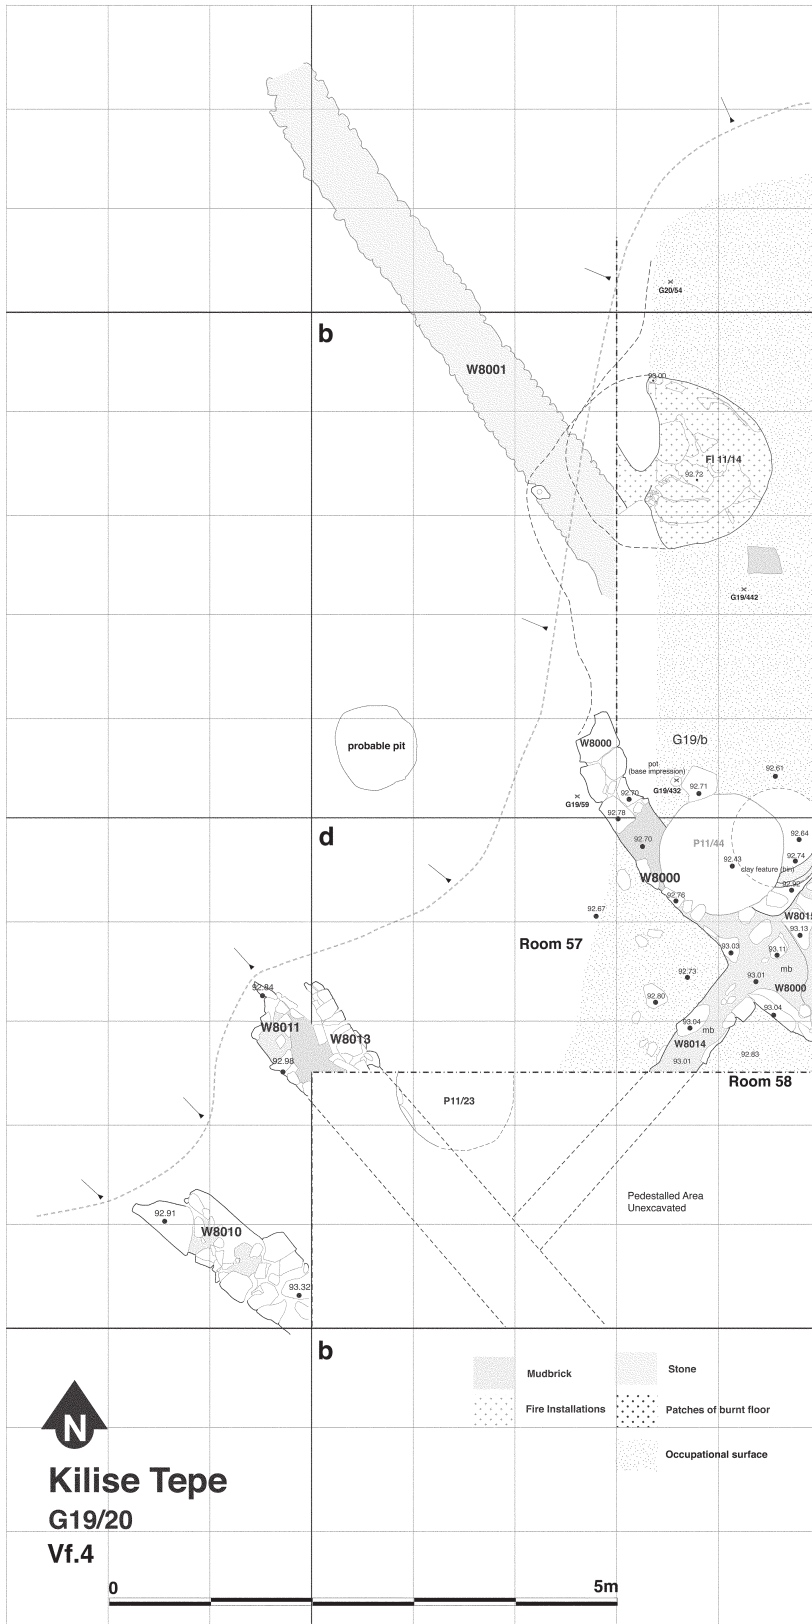 G20/54
b
W8001
93.00
FI 11/14
92.72
G19/442
probable pit
W8000
G19/b
pot
(base impression)
G19/432
92.61
92.71
92.70
G19/59
92.78
d
92.70
P11/44
92.64
92.74
92.43
clay feature (bin)
W8000
92.76
92.67
W801
93.13
Room 57
93.03
93.11
mb
93.01
W8000
92.73
92.84
92.80
93.04
93.04
W8011
W8013
mb
W8014
92.98
93.01
92.83
Room 58
P11/23
Pedestalled Area
Unexcavated
92.91
W8010
93.32
b
Mudbrick
Stone
Fire Installations
Patches of burnt floor
Occupational surface
N
Kilise Tepe
G19/20
Vf.4
0
5m